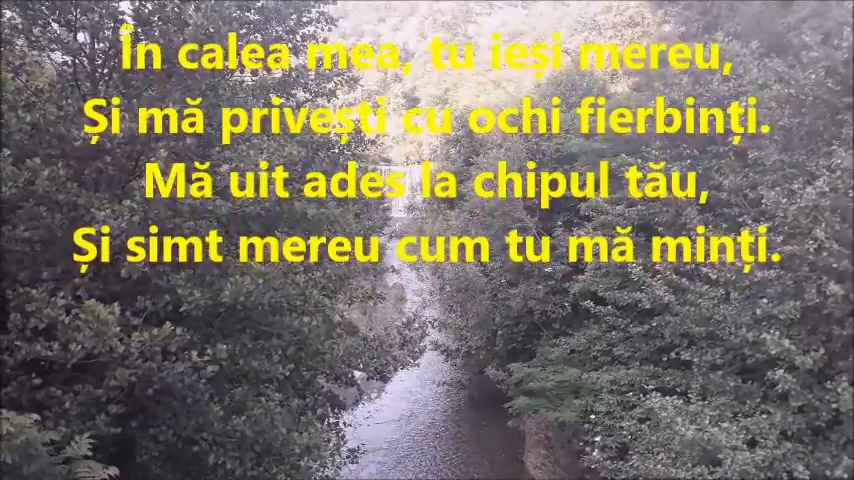 În calea mea, tu ieși mereu,
Și mă privești cu ochi fierbinți.
Mă uit ades la chipul tău,
Și simt mereu cum tu mă minți.